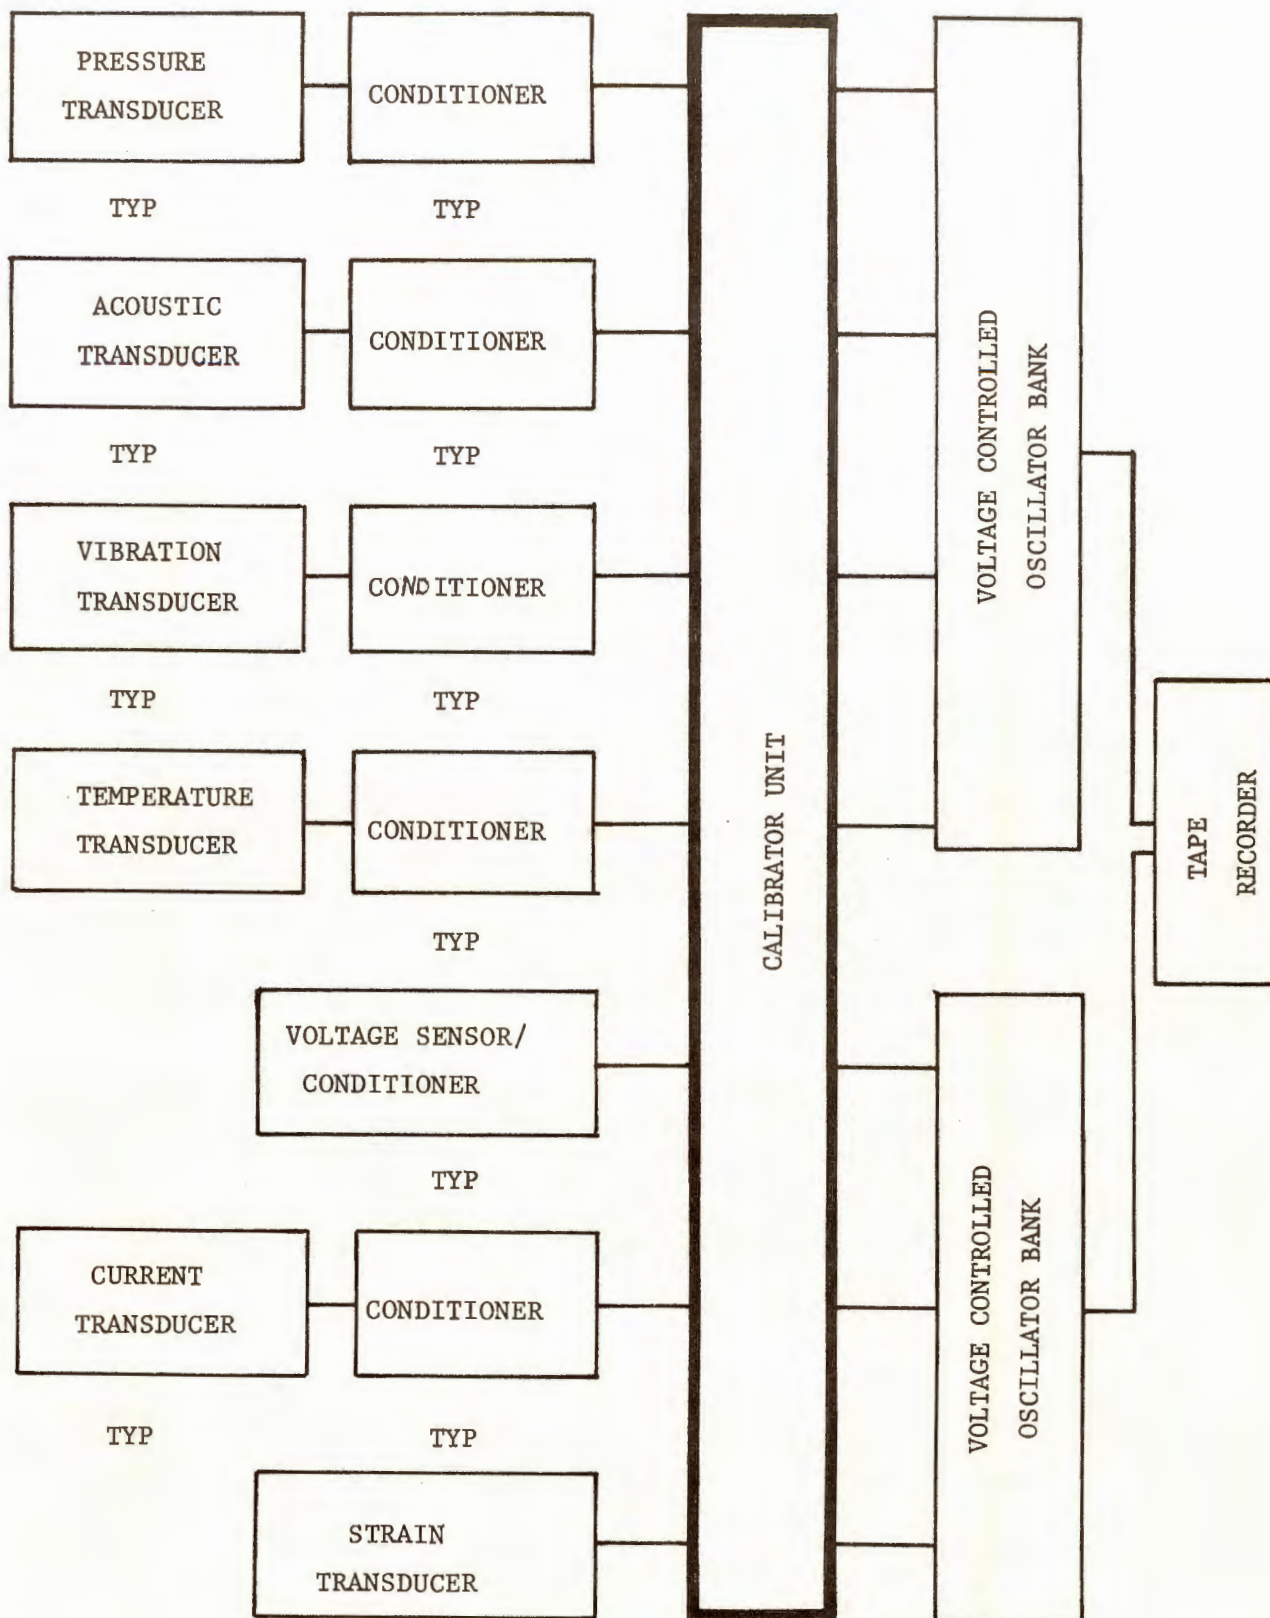 PRESSURE
TRANSDUCER
CONDITIONER
TYP
TYP
ACOUSTIC
TRANSDUCER
CONDITIONER
TYP
TYP
VIBRATION
TRANSDUCER
CONDITIONER
TYP
TYP
TEMPERATURE
TRANSDUCER
CONDITIONER
TYP
VOLTAGE SENSOR/
CONDITIONER
TYP
CURRENT
TRANSDUCER
CONDITIONER
TYP
TYP
STRAIN
TRANSDUCER
CALIBRATOR UNIT
VOLTAGE CONTROLLED
OSCILLATOR BANK
VOLTAGE CONTROLLED
OSCILLATOR BANK
TAPE
RECORDER